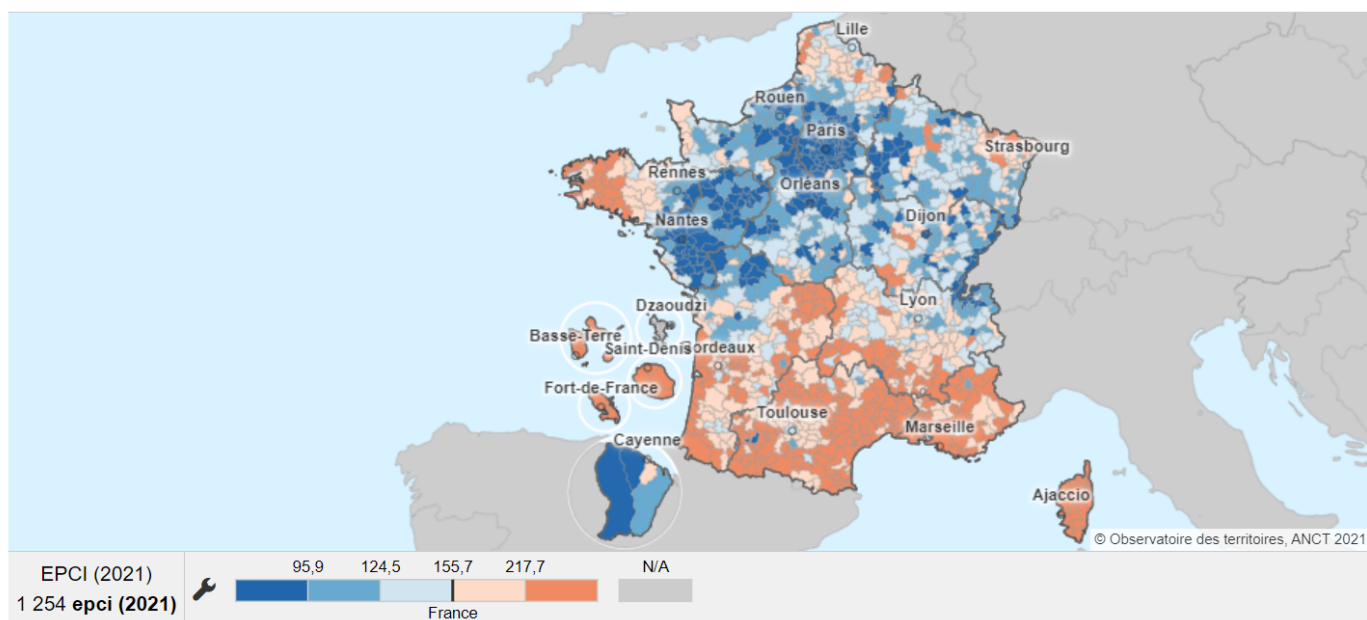 Lille
Rouen
Paris
Strasbourg
Rennes
Orléans
Nantes
Dijon
Dzaoudzi
Lyon
Basse-Terre
Saint-Denis Bordeaux
Fort-de-France
Toulouse
Marseille
Cayenne
Ajaccio
© Observatoire des territoires, ANCT 2021
EPCI (2021)
1 254 epci (2021)
95,9 124,5 155,7 217,7 N/A
France